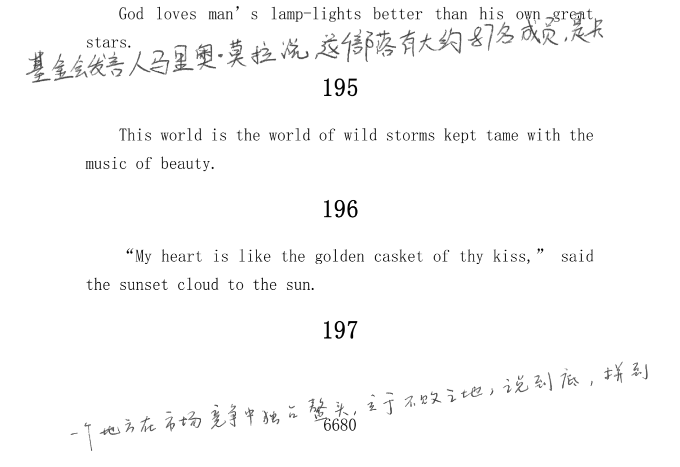 God loves man’s lamp-lights better than his own great
stars.
基金会发言人马里奥·莫拉说,这个部落有大约87名成员,是卡
195
This world is the world of wild storms kept tame with the
music of beauty.
196
“My heart is like the golden casket of thy kiss,” said
the sunset cloud to the sun.
197
一个地方在市场竞争中独占鳌头,立于不败之地,说到底,拼到
6680